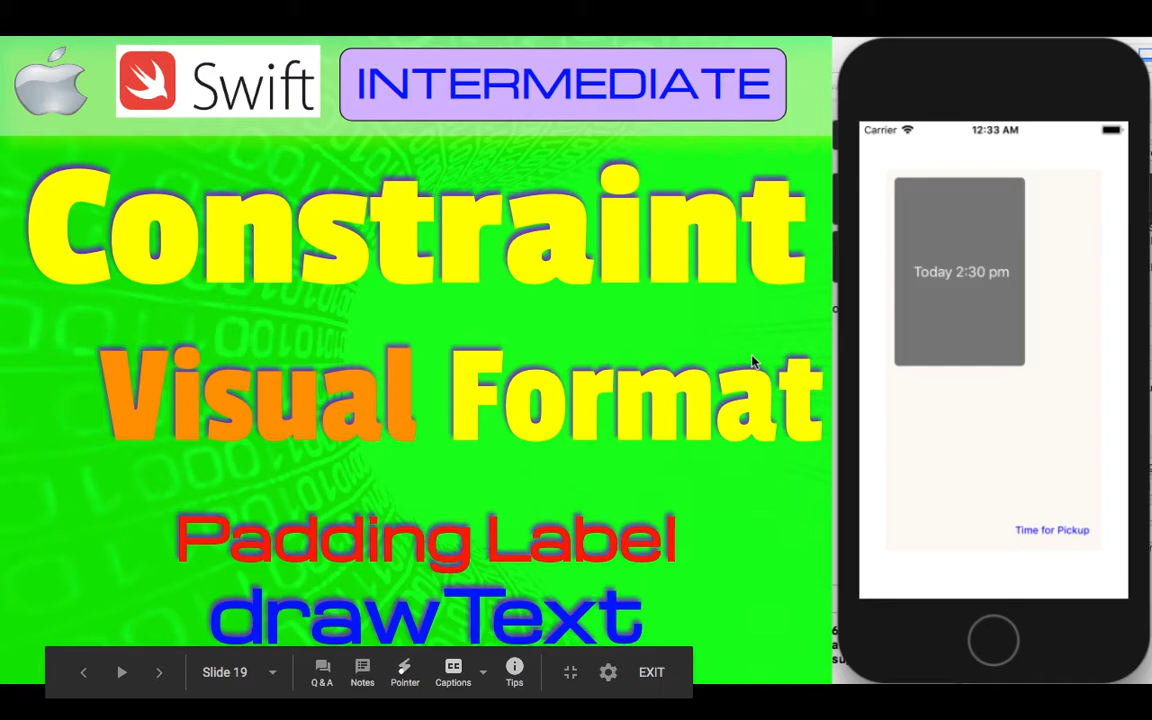 Swift
INTERMEDIATE
Constraint
Visual Format
Padding Label
drawText
Carrier 12:33 AM
Today 2:30 pm
Time for Pickup
Slide 19
Q & A
Notes
Pointer
CC
Captions
Tips
EXIT